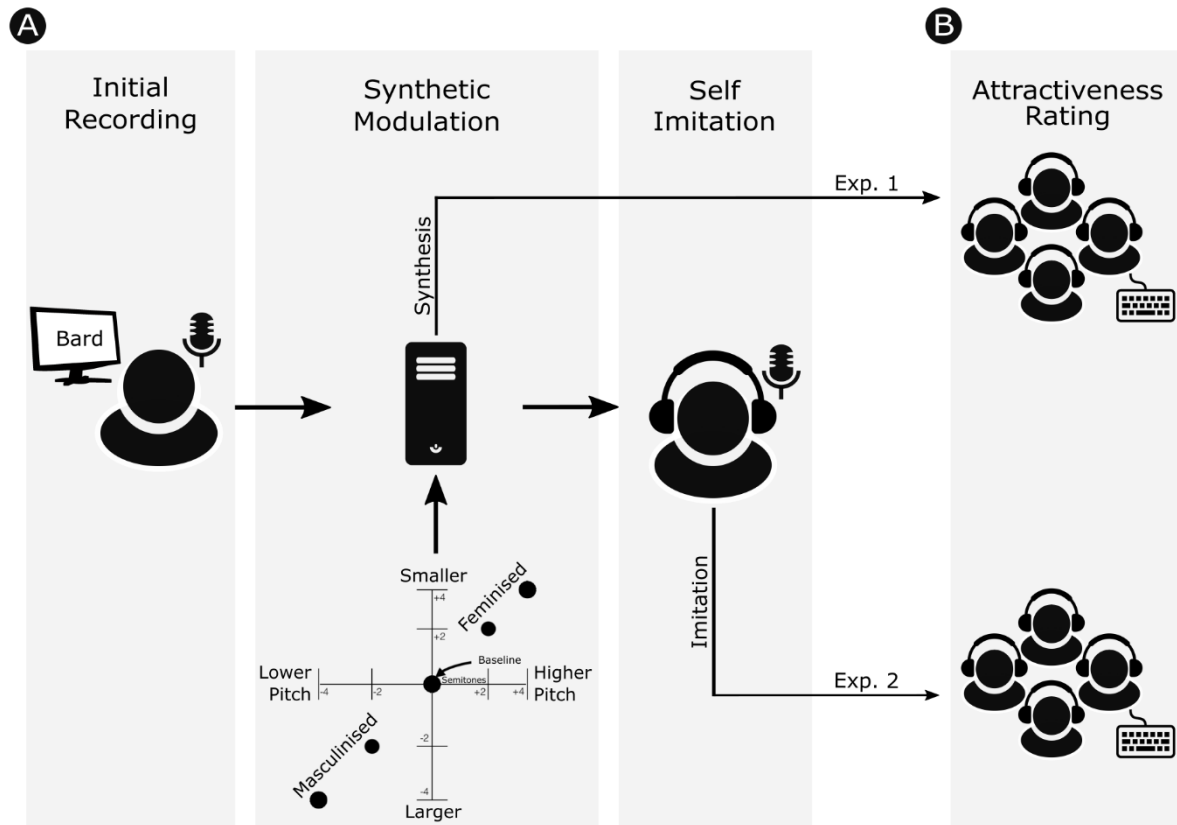 A
B
Initial
Recording
Synthetic
Modulation
Self
Imitation
Attractiveness
Rating
Exp. 1
Synthesis
Bard
Smaller
+4
Feminised
+2
Baseline
Lower
Pitch
-4
-2
Semitones
+2
+4
Higher
Pitch
-2
Masculinised
-4
Larger
Imitation
Exp. 2